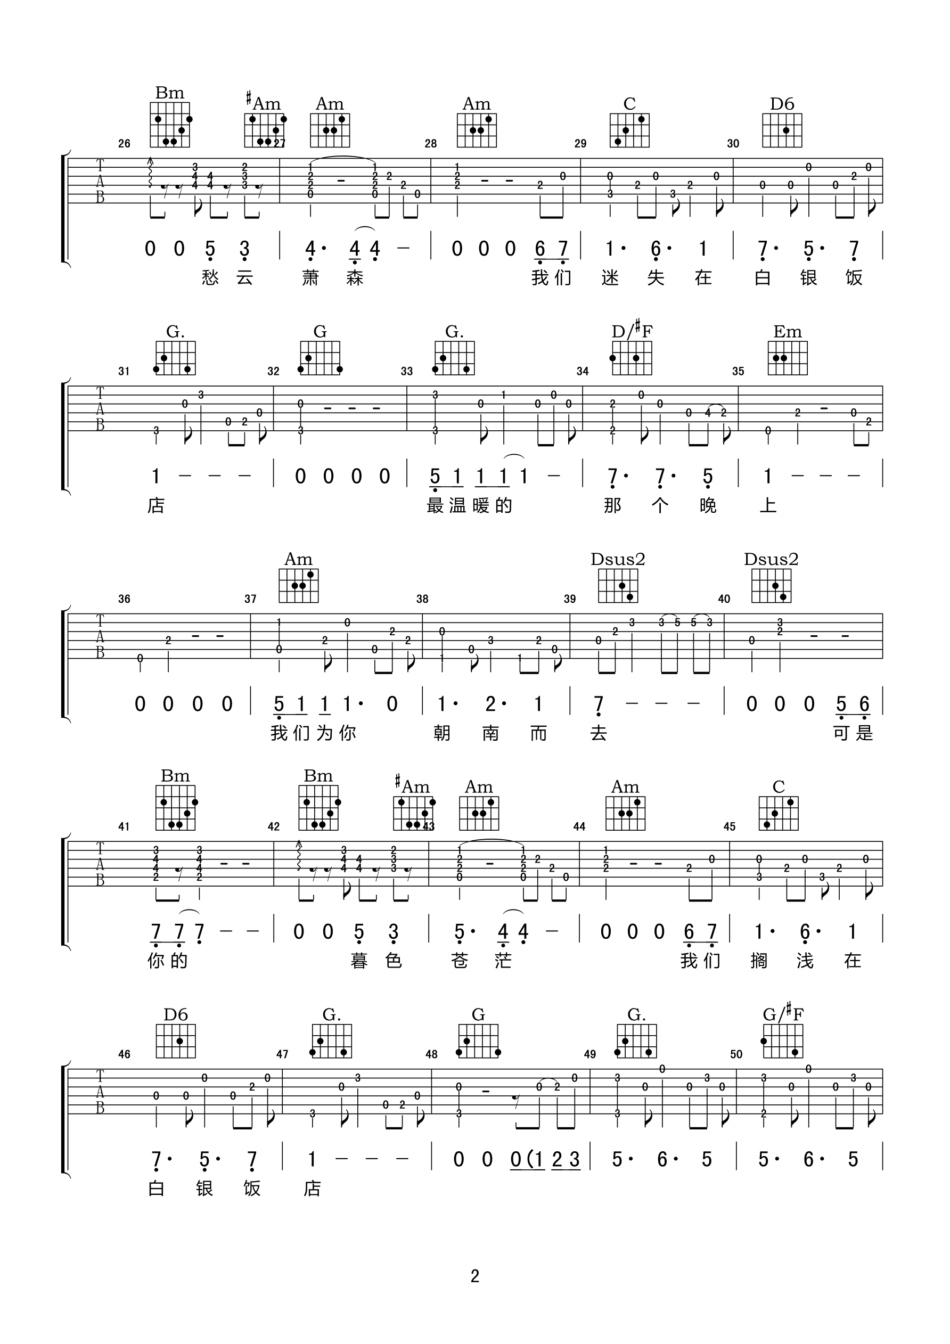 Bm #Am Am Am C D6
26 27 28 29 30
0 0 5 3 | 4· 4 4 — | 0 0 0 6 7 | 1· 6· 1 | 7· 5· 7
愁云 萧森 我们 迷失在 白银饭
G. G G. D/#F Em
31 32 33 34 35
1 — — — | 0 0 0 0 | 5 1 1 1 1 — | 7· 7· 5 | 1 — —
店 最温暖的 那个晚上
Am Dsus2 Dsus2
36 37 38 39 40
0 0 0 0 | 5 1 1 1· 0 | 1· 2· 1 | 7 — — — | 0 0 0 5 6
我们为你 朝南而去 可是
Bm Bm #Am Am Am C
41 42 43 44 45
7 7 7 — — | 0 0 5 3 | 5· 4 4 — | 0 0 0 6 7 | 1· 6· 1
你的 暮色 苍茫 我们 搁浅在
D6 G. G G. G/#F
46 47 48 49 50
7· 5· 7 | 1 — — — | 0 0 0(1 2 3 | 5· 6· 5 | 5· 6· 5
白银饭店
2